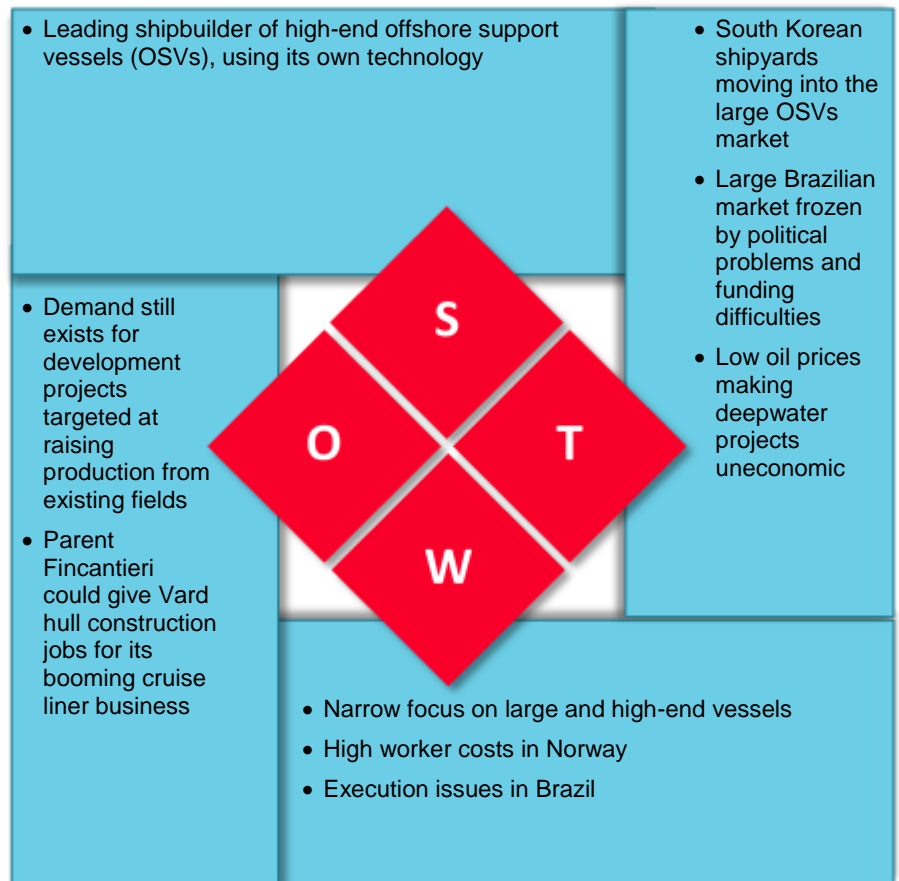 • Leading shipbuilder of high-end offshore support
vessels (OSVs), using its own technology
• South Korean
shipyards
moving into the
large OSVs
market
• Large Brazilian
market frozen
by political
problems and
funding
difficulties
• Low oil prices
making
deepwater
projects
uneconomic
• Demand still
exists for
development
projects
targeted at
raising
production from
existing fields
• Parent
Fincantieri
could give Vard
hull construction
jobs for its
booming cruise
liner business
S
O
T
W
• Narrow focus on large and high-end vessels
• High worker costs in Norway
• Execution issues in Brazil